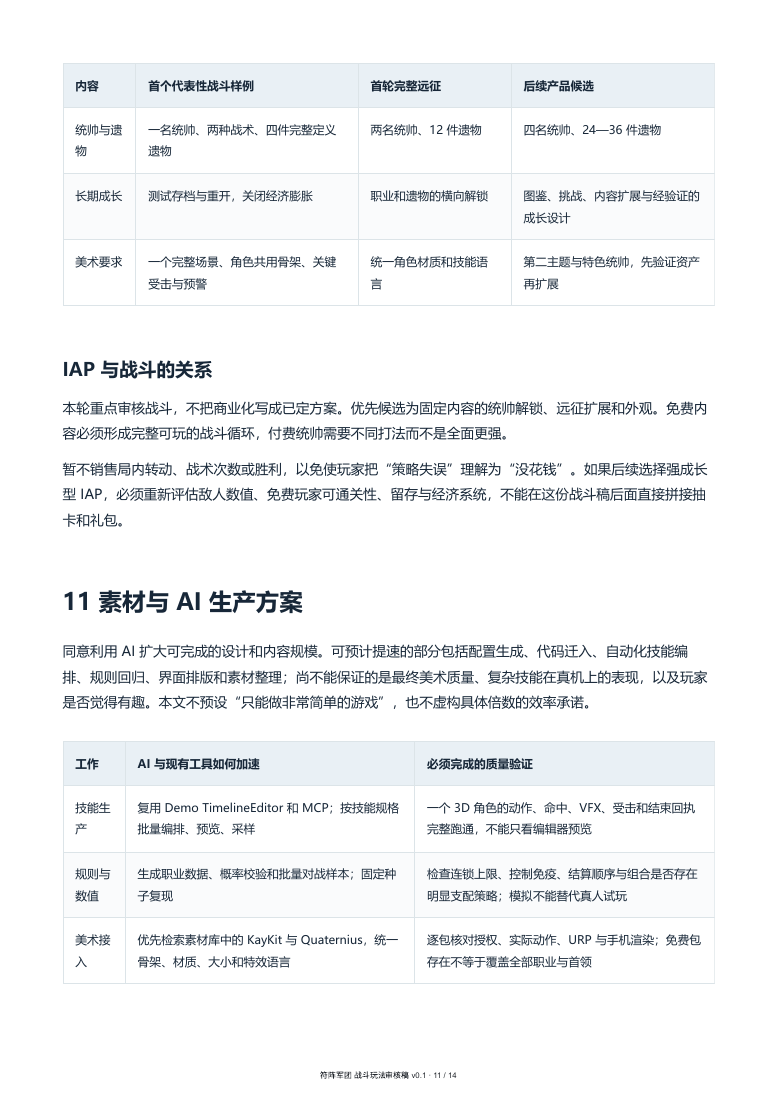 内容 首个代表性战斗样例 首轮完整远征 后续产品候选
统帅与遗 一名统帅、两种战术、四件完整定义 两名统帅、12 件遗物 四名统帅、24—36 件遗物
物 遗物
长期成长 测试存档与重开，关闭经济膨胀 职业和遗物的横向解锁 图鉴、挑战、内容扩展与经验证的
成长设计
美术要求 一个完整场景、角色共用骨架、关键 统一角色材质和技能语 第二主题与特色统帅，先验证资产
受击与预警 言 再扩展
IAP 与战斗的关系
本轮重点审核战斗，不把商业化写成已定方案。优先候选为固定内容的统帅解锁、远征扩展和外观。免费内
容必须形成完整可玩的战斗循环，付费统帅需要不同打法而不是全面更强。
暂不销售局内转动、战术次数或胜利，以免使玩家把“策略失误”理解为“没花钱”。如果后续选择强成长
型 IAP，必须重新评估敌人数值、免费玩家可通关性、留存与经济系统，不能在这份战斗稿后面直接拼接抽
卡和礼包。
11 素材与 AI 生产方案
同意利用 AI 扩大可完成的设计和内容规模。可预计提速的部分包括配置生成、代码迁入、自动化技能编
排、规则回归、界面排版和素材整理；尚不能保证的是最终美术质量、复杂技能在真机上的表现，以及玩家
是否觉得有趣。本文不预设“只能做非常简单的游戏”，也不虚构具体倍数的效率承诺。
工作 AI 与现有工具如何加速 必须完成的质量验证
技能生 复用 Demo TimelineEditor 和 MCP；按技能规格 一个 3D 角色的动作、命中、VFX、受击和结束回执
产 批量编排、预览、采样 完整跑通，不能只看编辑器预览
规则与 生成职业数据、概率校验和批量对战样本；固定种 检查连锁上限、控制免疫、结算顺序与组合是否存在
数值 子复现 明显支配策略；模拟不能替代真人试玩
美术接 优先检索素材库中的 KayKit 与 Quaternius，统一 逐包核对授权、实际动作、URP 与手机渲染；免费包
入 骨架、材质、大小和特效语言 存在不等于覆盖全部职业与首领
符阵军团 战斗玩法审核稿 v0.1 · 11 / 14